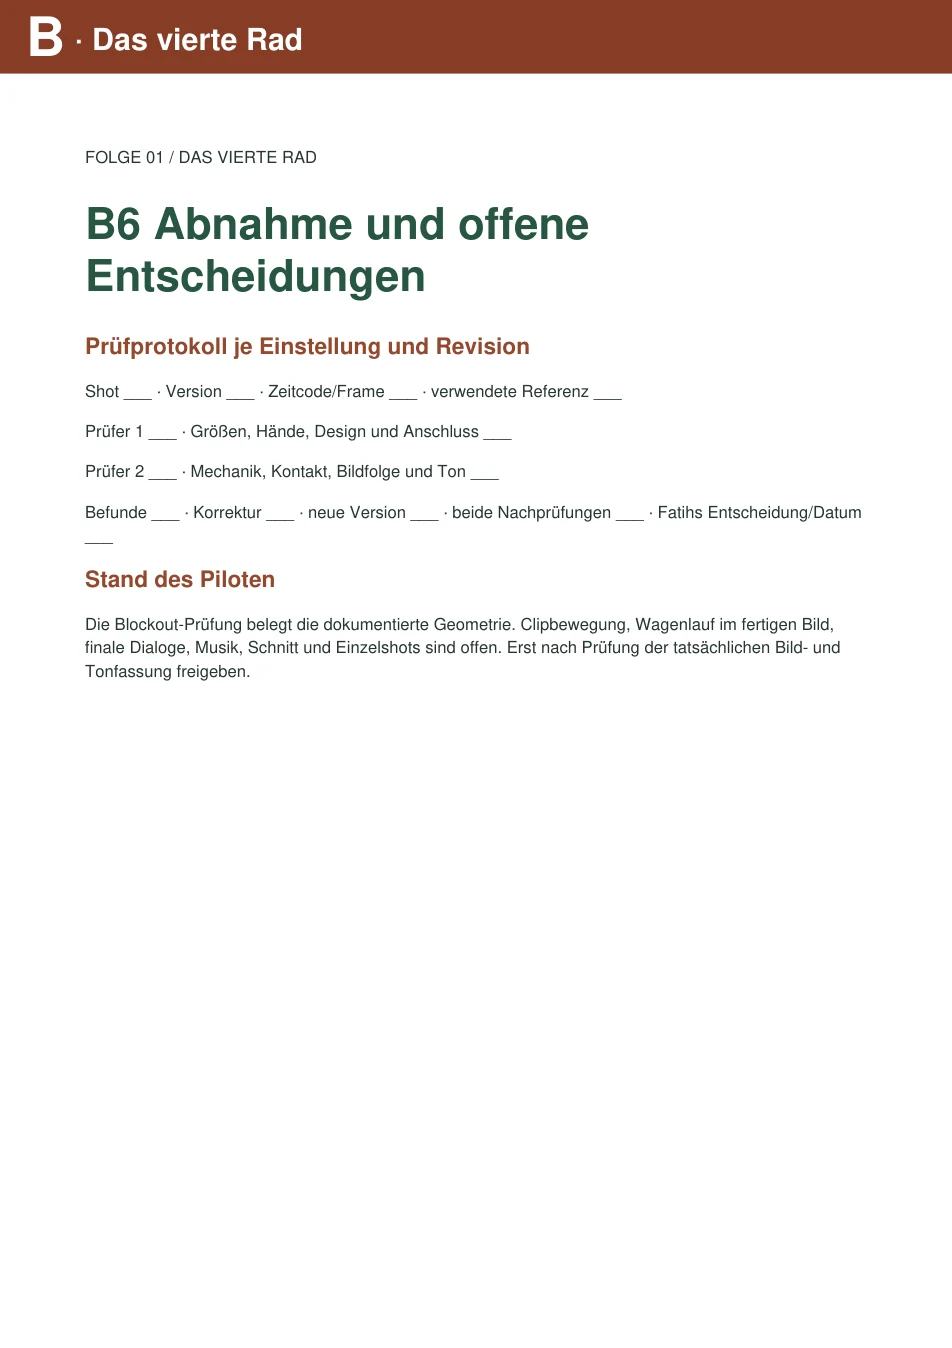 B · Das vierte Rad
FOLGE 01 / DAS VIERTE RAD
B6 Abnahme und offene
Entscheidungen
Prüfprotokoll je Einstellung und Revision
Shot ___ · Version ___ · Zeitcode/Frame ___ · verwendete Referenz ___
Prüfer 1 ___ · Größen, Hände, Design und Anschluss ___
Prüfer 2 ___ · Mechanik, Kontakt, Bildfolge und Ton ___
Befunde ___ · Korrektur ___ · neue Version ___ · beide Nachprüfungen ___ · Fatihs Entscheidung/Datum
___
Stand des Piloten
Die Blockout-Prüfung belegt die dokumentierte Geometrie. Clipbewegung, Wagenlauf im fertigen Bild,
finale Dialoge, Musik, Schnitt und Einzelshots sind offen. Erst nach Prüfung der tatsächlichen Bild- und
Tonfassung freigeben.